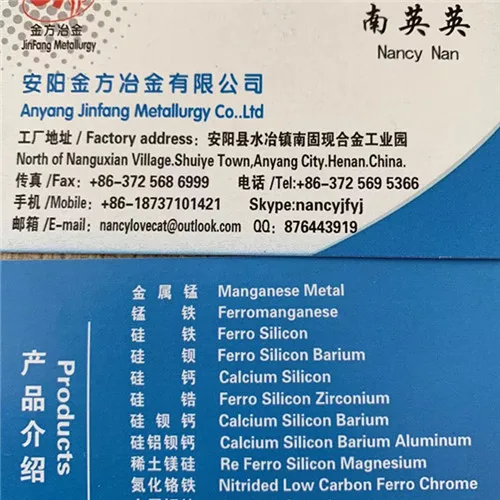 金方冶金
JinFang Metallurgy
南英英
Nancy Nan
安阳金方冶金有限公司
Anyang Jinfang Metallurgy Co..Ltd
工厂地址 / Factory address: 安阳县水冶镇南固现合金工业园
North of Nanguxian Village.Shuiye Town,Anyang City.Henan.China.
传真 /Fax: +86-372 568 6999 电话 /Tel:+86-372 569 5366
手机 /Mobile: +86-18737101421 Skype:nancyjfyj
邮箱 /E-mail: nancylovecat@outlook.com QQ: 876443919
产品介绍
Products
金属锰 Manganese Metal
锰铁 Ferromanganese
硅铁 Ferro Silicon
硅钡 Ferro Silicon Barium
硅钙 Calcium Silicon
硅锆 Ferro Silicon Zirconium
硅钡钙 Calcium Silicon Barium
硅铝钡钙 Calcium Silicon Barium Aluminum
稀土镁硅 Re Ferro Silicon Magnesium
氮化铬铁 Nitrided Low Carbon Ferro Chrome